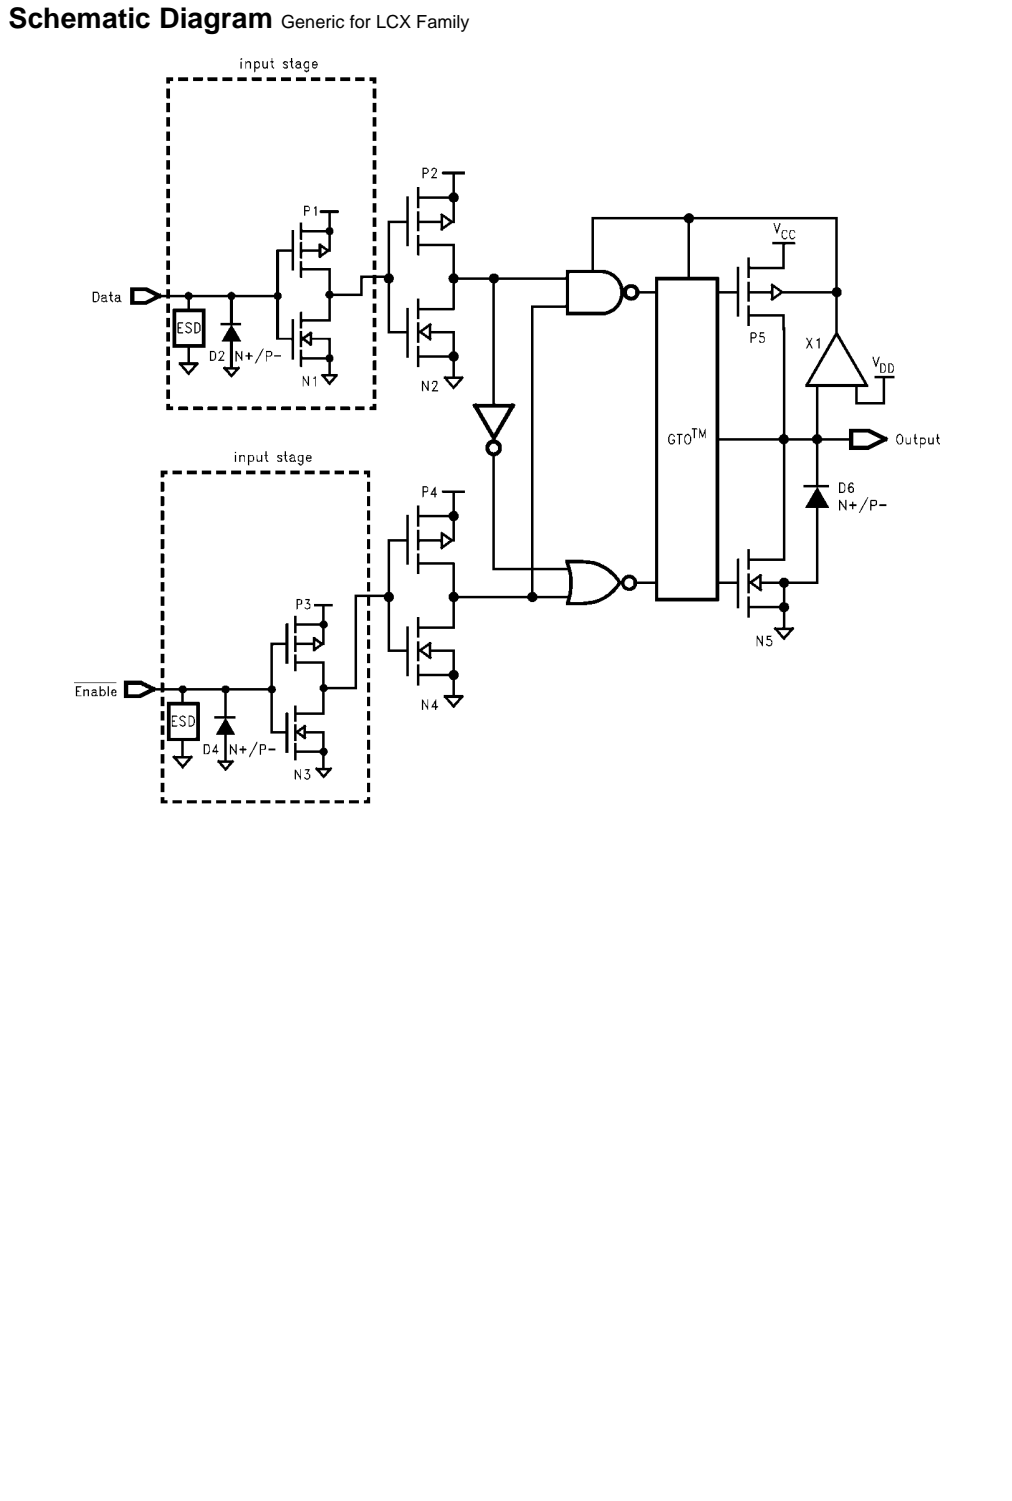 Schematic Diagram Generic for LCX Family
input stage
P2
P1
VCC
Data
ESD
D2 N+/P−
N1
N2
P5
X1
VDD
GTO™
Output
input stage
P4
D6
N+/P−
P3
N5
Enable
ESD
D4 N+/P−
N3
N4